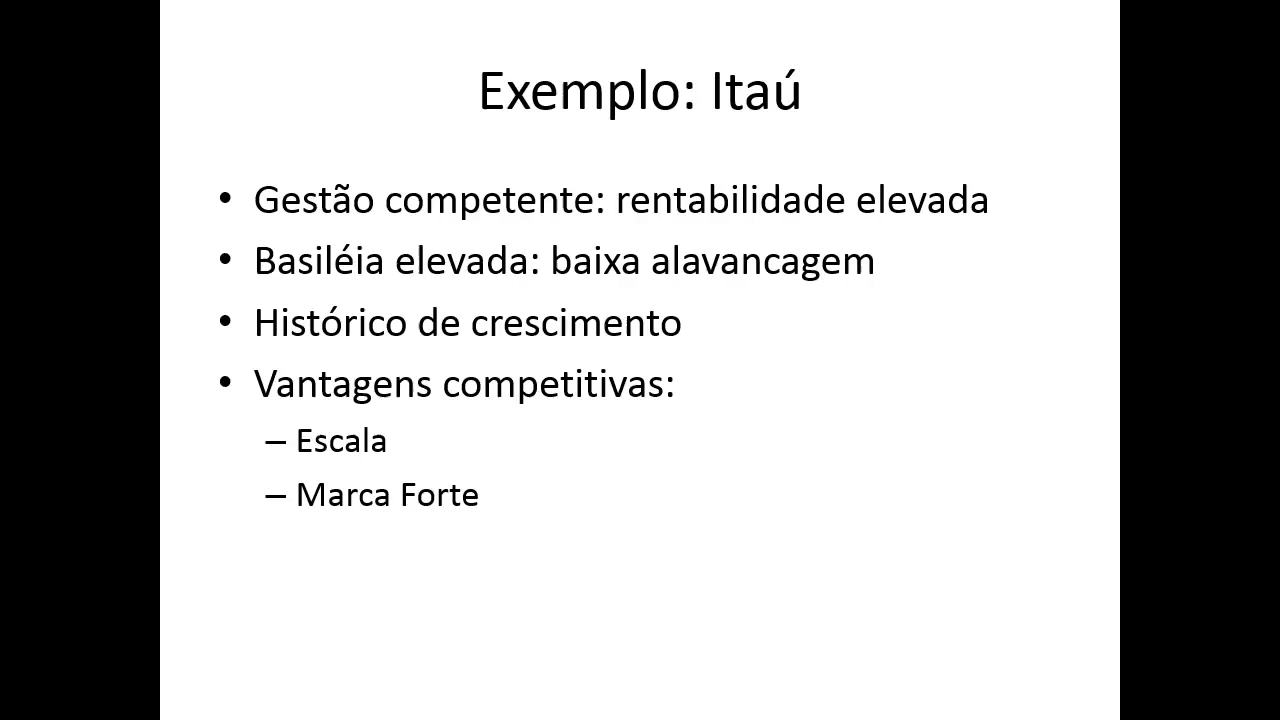 Exemplo: Itaú
• Gestão competente: rentabilidade elevada
• Basiléia elevada: baixa alavancagem
• Histórico de crescimento
• Vantagens competitivas:
– Escala
– Marca Forte